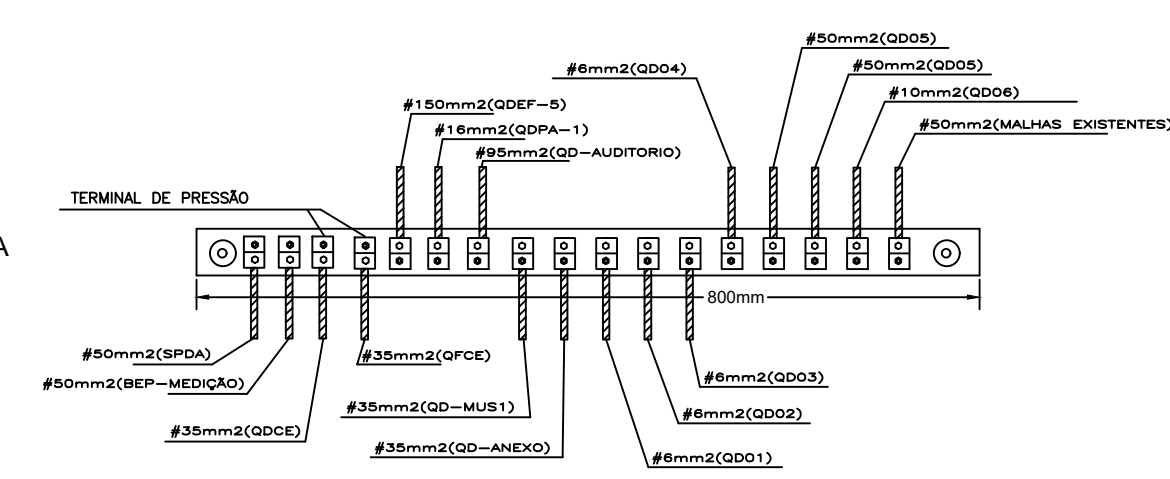 #50mm2(QD05)
#6mm2(QD04)
#50mm2(QD05)
#10mm2(QD06)
#150mm2(QDEF-5)
#16mm2(QDPA-1)
#50mm2(MALHAS EXISTENTES)
#95mm2(QD-AUDITORIO)
TERMINAL DE PRESSÃO
A
800mm
#50mm2(SPDA)
#35mm2(QFCE)
#50mm2(BEP-MEDIÇÃO)
#6mm2(QD03)
#35mm2(QD-MUS1)
#6mm2(QD02)
#35mm2(QDCE)
#35mm2(QD-ANEXO)
#6mm2(QD01)